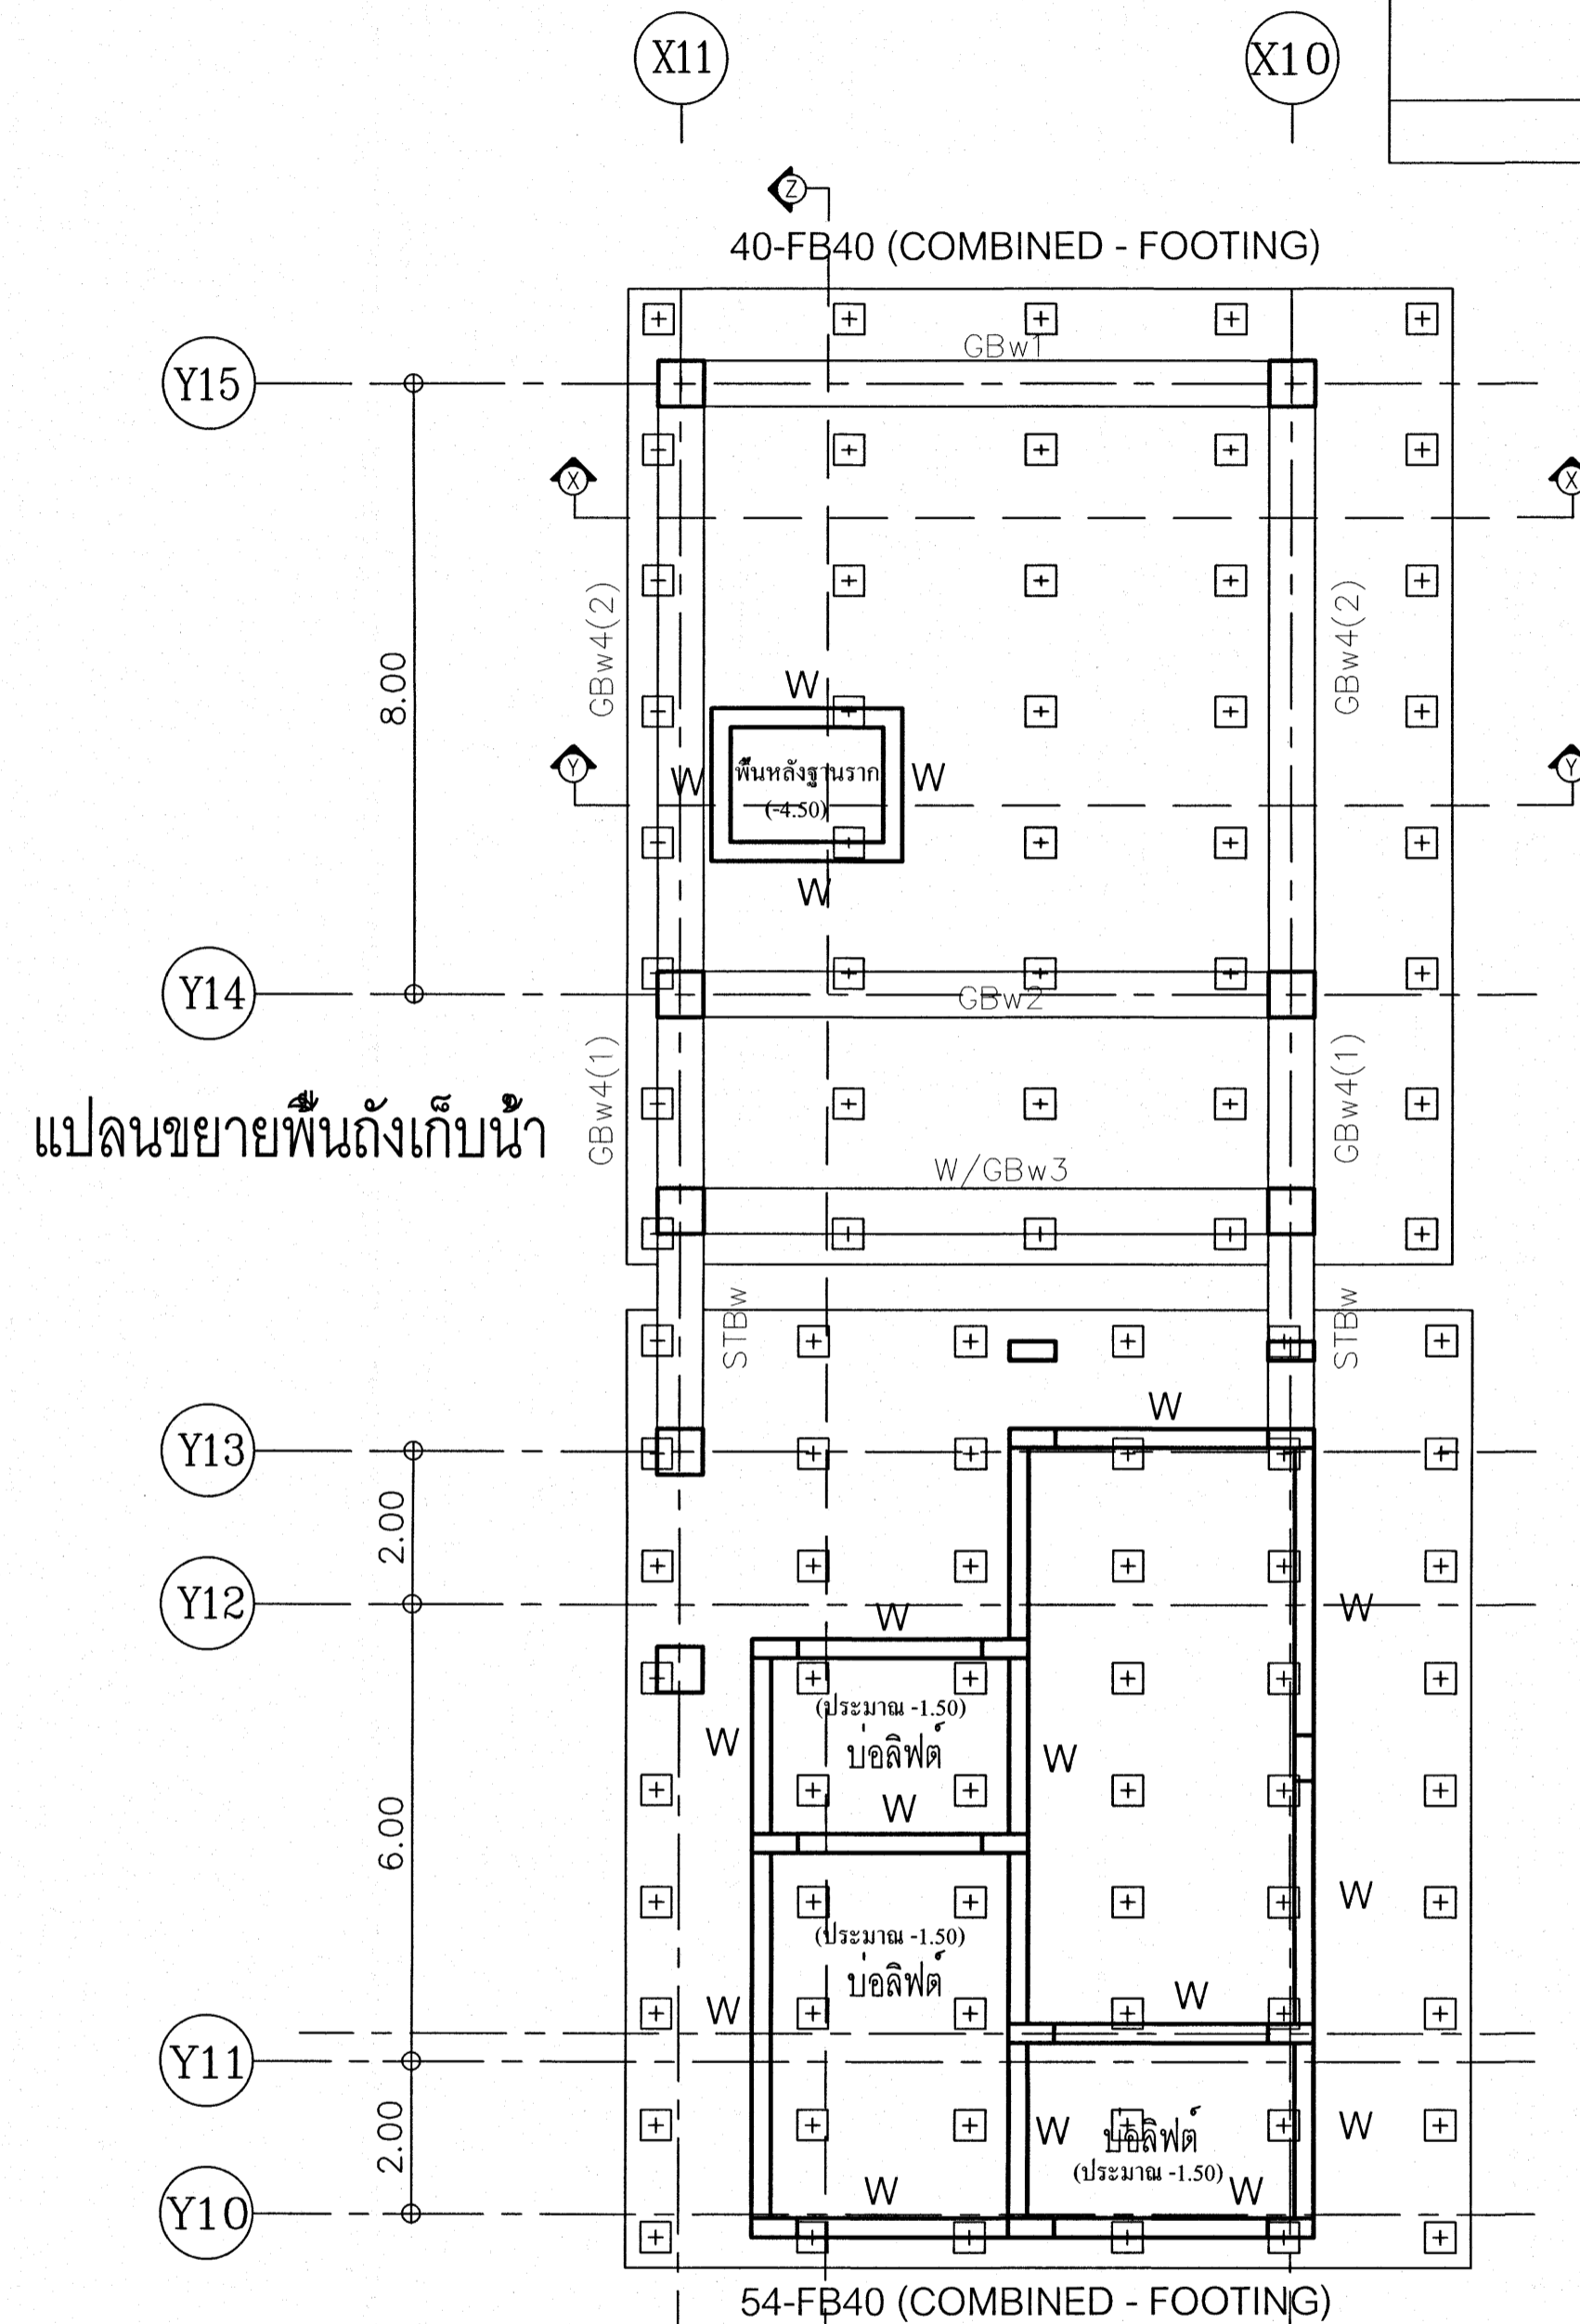 X11
X10
Z
40-FB40 (COMBINED - FOOTING)
GBw1
Y15
X
X
GBw4(2)
GBw4(2)
8.00
W
Y
W
พื้นหลังฐานราก
W
Y
(-4.50)
W
Y14
GBw2
GBw4(1)
GBw4(1)
แปลนขยายพื้นถังเก็บน้ำ
W/GBw3
STBw
STBw
W
Y13
2.00
Y12
W
W
(ประมาณ -1.50)
W
บ่อลิฟต์
W
W
6.00
W
(ประมาณ -1.50)
บ่อลิฟต์
W
W
Y11
2.00
W
บ่อลิฟต์
W
(ประมาณ -1.50)
W
W
Y10
54-FB40 (COMBINED - FOOTING)